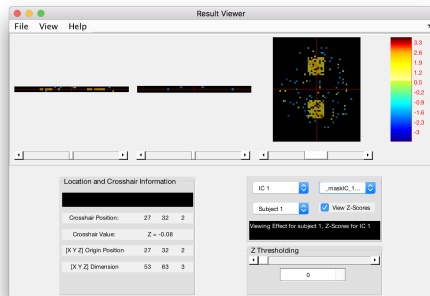 Result Viewer
File View Help
3.3
2.6
1.9
1.2
0.5
-0.2
-0.9
-1.6
-2.3
-3
Location and Crosshair Information
Crosshair Position: 27 32 2
Crosshair Value: Z = -0.08
[X Y Z] Origin Position 27 32 2
[X Y Z] Dimension 53 63 3
IC 1
_maskIC_1...
Subject 1
View Z-Scores
Viewing Effect for subject 1, Z-Scores for IC 1
Z Thresholding
0